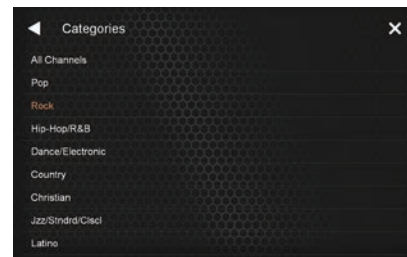 Categories
All Channels
Pop
Rock
Hip-Hop/R&B
Dance/Electronic
Country
Christian
Jzz/Stndrd/Clscl
Latino